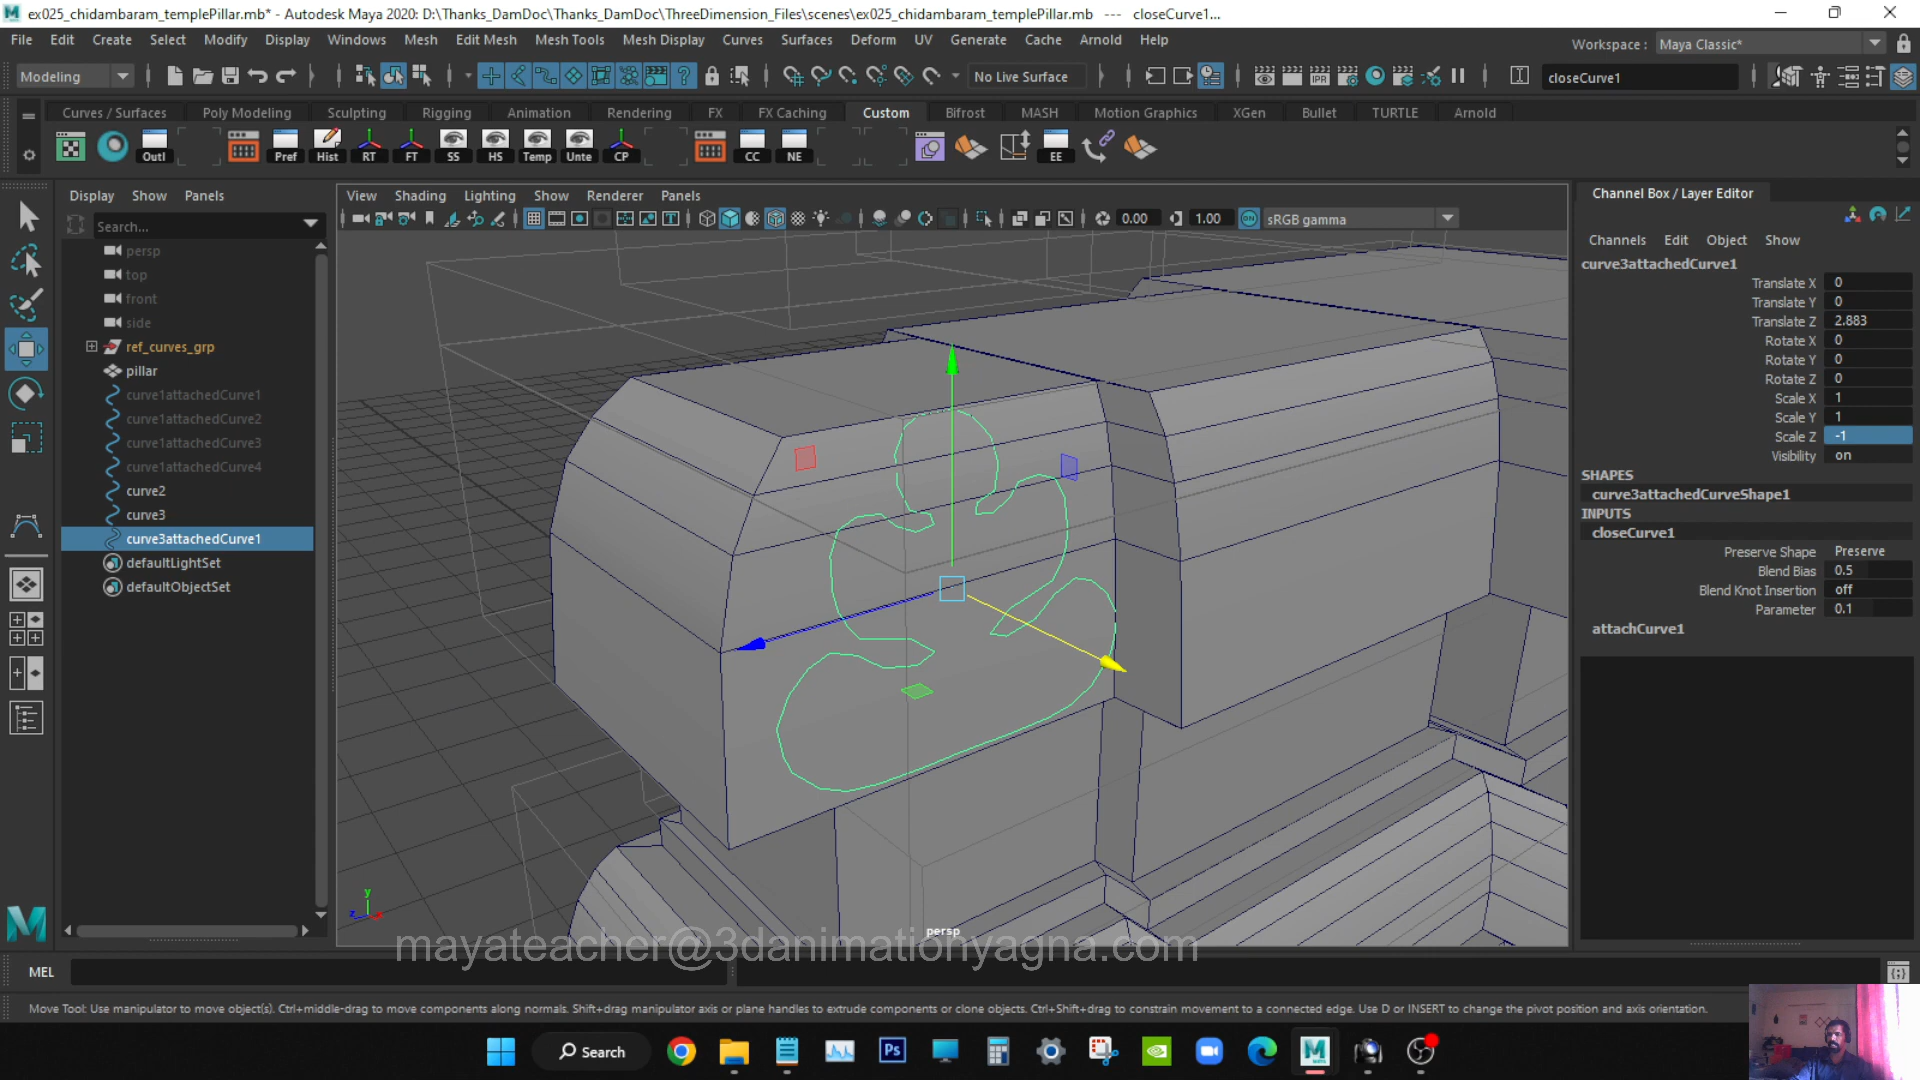 ex025_chidambaram_templePillar.mb* - Autodesk Maya 2020: D:\Thanks_DamDoc\Thanks_DamDoc\ThreeDimension_Files\scenes\ex025_chidambaram_templePillar.mb --- closeCurve1...
File Edit Create Select Modify Display Windows Mesh Edit Mesh Mesh Tools Mesh Display Curves Surfaces Deform UV Generate Cache Arnold Help
Workspace : Maya Classic*
Modeling
No Live Surface
closeCurve1
Curves / Surfaces Poly Modeling Sculpting Rigging Animation Rendering FX FX Caching Custom Bifrost MASH Motion Graphics XGen Bullet TURTLE Arnold
Outl Pref Hist RT FT SS HS Temp Unte CP CC NE EE
Display Show Panels
Search...
persp
top
front
side
ref_curves_grp
pillar
curve1attachedCurve1
curve1attachedCurve2
curve1attachedCurve3
curve1attachedCurve4
curve2
curve3
curve3attachedCurve1
defaultLightSet
defaultObjectSet
View Shading Lighting Show Renderer Panels
IPR
0.00 1.00 ON sRGB gamma
y
z
persp
mayateacher@3danimationyagna.com
Channel Box / Layer Editor
Channels Edit Object Show
curve3attachedCurve1
Translate X 0
Translate Y 0
Translate Z 2.883
Rotate X 0
Rotate Y 0
Rotate Z 0
Scale X 1
Scale Y 1
Scale Z -1
Visibility on
SHAPES
curve3attachedCurveShape1
INPUTS
closeCurve1
Preserve Shape Preserve
Blend Bias 0.5
Blend Knot Insertion off
Parameter 0.1
attachCurve1
MEL
Move Tool: Use manipulator to move object(s). Ctrl+middle-drag to move components along normals. Shift+drag manipulator axis or plane handles to extrude components or clone objects. Ctrl+Shift+drag to constrain movement to a connected edge. Use D or INSERT to change the pivot position and axis orientation.
Search
Ps